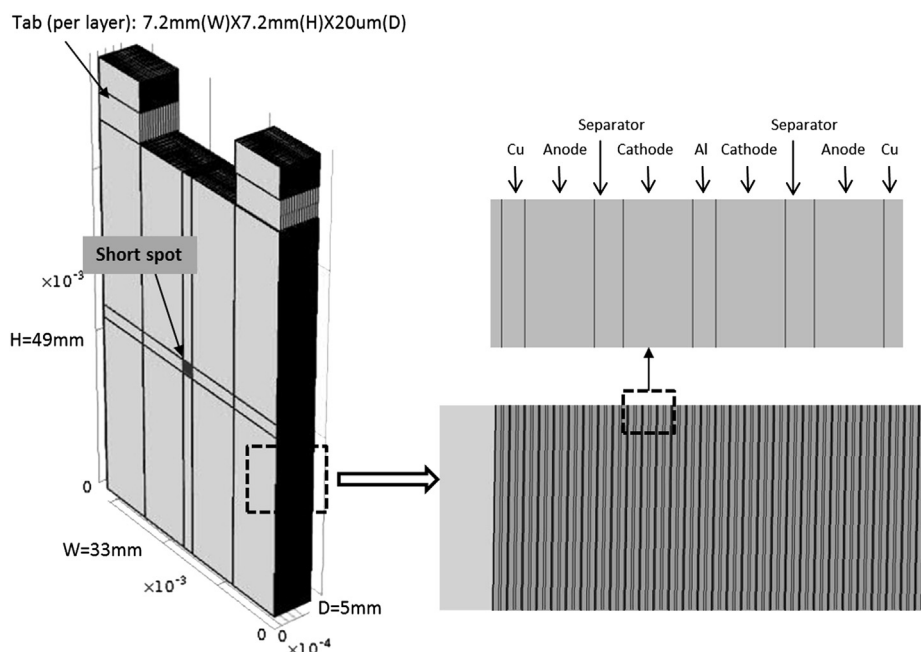 Tab (per layer): 7.2mm(W)X7.2mm(H)X20um(D)
Separator Separator
Cu Anode Cathode Al Cathode Anode Cu
Short spot
×10⁻³
H=49mm
0
W=33mm
×10⁻³
D=5mm
0 0
×10⁻⁴